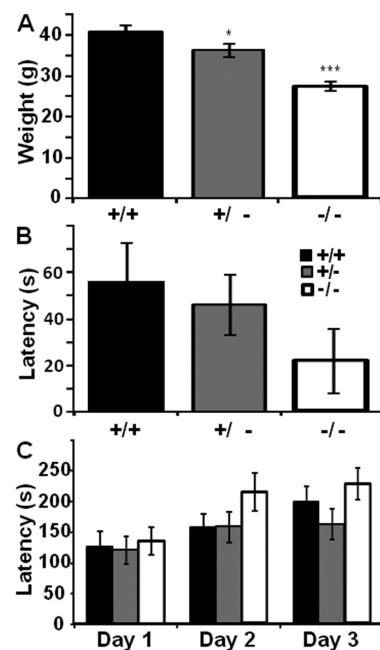 A
Weight (g)
40
30
20
10
0
*
***
+/+ +/ - -/-
B
Latency (s)
60
40
20
0
+/+
+/-
-/-
+/+ +/ - -/-
C
Latency (s)
250
200
150
100
50
0
Day 1 Day 2 Day 3